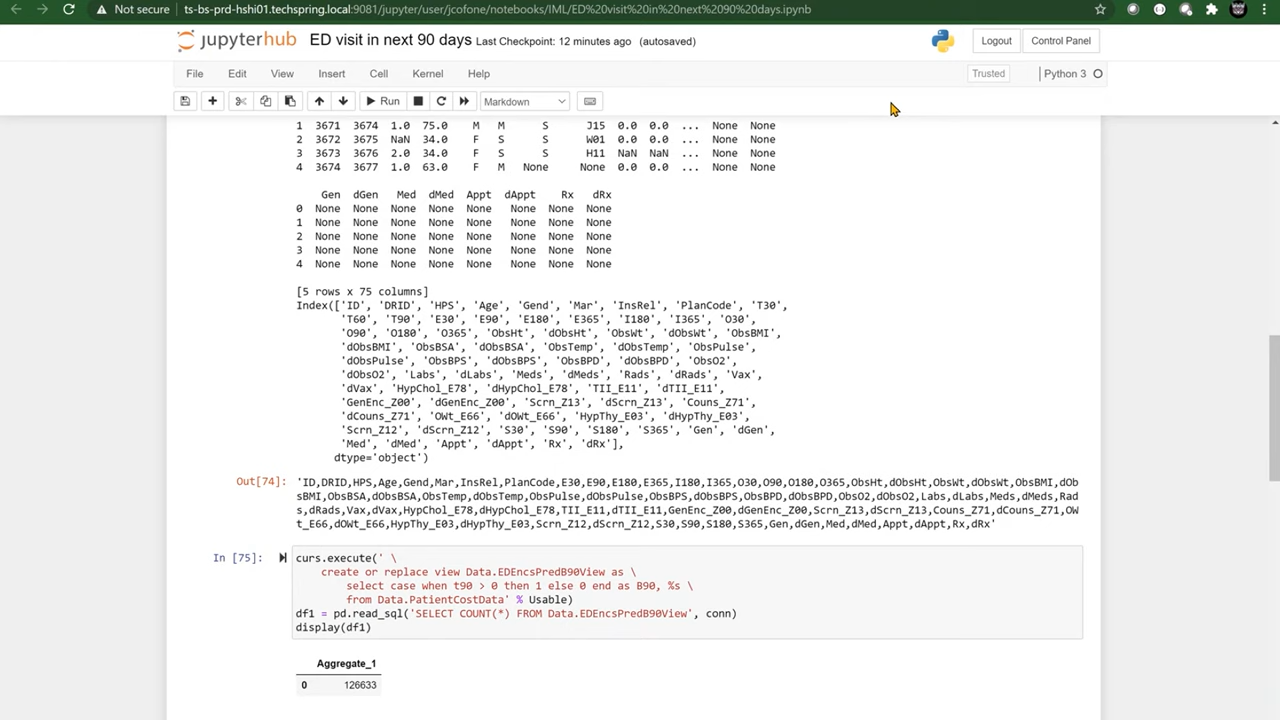 Not secure | ts-bs-prd-hshi01.techspring.local:9081/jupyter/user/jcofone/notebooks/IML/ED%20visit%20in%20next%2090%20days.ipynb
jupyterhub ED visit in next 90 days Last Checkpoint: 12 minutes ago (autosaved) Logout Control Panel
File Edit View Insert Cell Kernel Help Trusted Python 3
Run Markdown
1 3671 3674 1.0 75.0 M M S J15 0.0 0.0 ... None None
2 3672 3675 NaN 34.0 F S S W01 0.0 0.0 ... None None
3 3673 3676 2.0 34.0 F S S H11 NaN NaN ... None None
4 3674 3677 1.0 63.0 F M None None 0.0 0.0 ... None None
Gen dGen Med dMed Appt dAppt Rx dRx
0 None None None None None None None None
1 None None None None None None None None
2 None None None None None None None None
3 None None None None None None None None
4 None None None None None None None None
[5 rows x 75 columns]
Index(['ID', 'DRID', 'HPS', 'Age', 'Gend', 'Mar', 'InsRel', 'PlanCode', 'T30',
'T60', 'T90', 'E30', 'E90', 'E180', 'E365', 'I180', 'I365', 'O30',
'O90', 'O180', 'O365', 'ObsHt', 'dObsHt', 'ObsWt', 'dObsWt', 'ObsBMI',
'dObsBMI', 'ObsBSA', 'dObsBSA', 'ObsTemp', 'dObsTemp', 'ObsPulse',
'dObsPulse', 'ObsBPS', 'dObsBPS', 'ObsBPD', 'dObsBPD', 'ObsO2',
'dObsO2', 'Labs', 'dLabs', 'Meds', 'dMeds', 'Rads', 'dRads', 'Vax',
'dVax', 'HypChol_E78', 'dHypChol_E78', 'TII_E11', 'dTII_E11',
'GenEnc_Z00', 'dGenEnc_Z00', 'Scrn_Z13', 'dScrn_Z13', 'Couns_Z71',
'dCouns_Z71', 'OWt_E66', 'dOWt_E66', 'HypThy_E03', 'dHypThy_E03',
'Scrn_Z12', 'dScrn_Z12', 'S30', 'S90', 'S180', 'S365', 'Gen', 'dGen',
'Med', 'dMed', 'Appt', 'dAppt', 'Rx', 'dRx'],
dtype='object')
Out[74]: 'ID,DRID,HPS,Age,Gend,Mar,InsRel,PlanCode,E30,E90,E180,E365,I180,I365,O30,O90,O180,O365,ObsHt,dObsHt,ObsWt,dObsWt,ObsBMI,dOb
sBMI,ObsBSA,dObsBSA,ObsTemp,dObsTemp,ObsPulse,dObsPulse,ObsBPS,dObsBPS,ObsBPD,dObsBPD,ObsO2,dObsO2,Labs,dLabs,Meds,dMeds,Rad
s,dRads,Vax,dVax,HypChol_E78,dHypChol_E78,TII_E11,dTII_E11,GenEnc_Z00,dGenEnc_Z00,Scrn_Z13,dScrn_Z13,Couns_Z71,dCouns_Z71,OW
t_E66,dOWt_E66,HypThy_E03,dHypThy_E03,Scrn_Z12,dScrn_Z12,S30,S90,S180,S365,Gen,dGen,Med,dMed,Appt,dAppt,Rx,dRx'
In [75]: curs.execute(' \
create or replace view Data.EDEncsPredB90View as \
select case when t90 > 0 then 1 else 0 end as B90, %s \
from Data.PatientCostData' % Usable)
df1 = pd.read_sql('SELECT COUNT(*) FROM Data.EDEncsPredB90View', conn)
display(df1)
Aggregate_1
0 126633